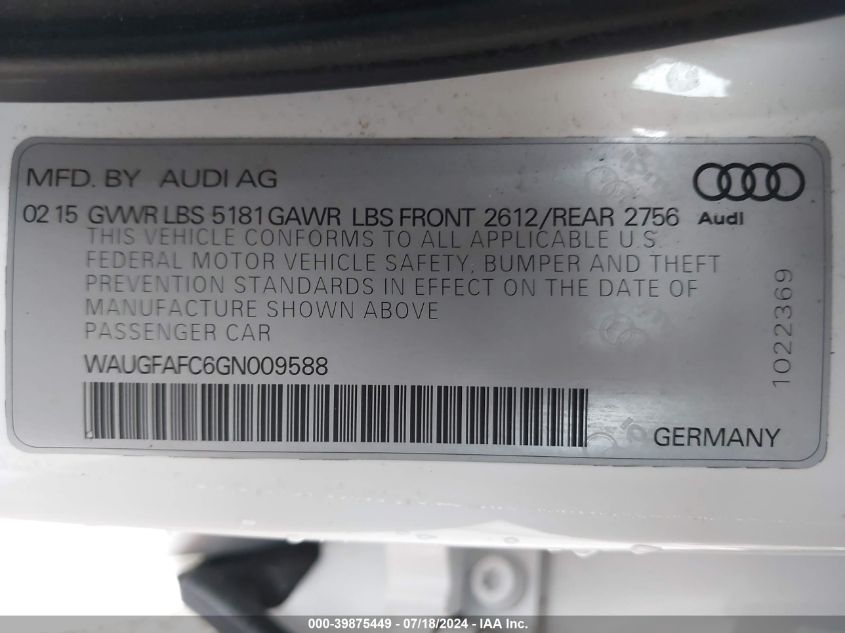 MFD. BY AUDI AG
02 15 GVWR LBS 5181 GAWR LBS FRONT 2612/REAR 2756
Audi
THIS VEHICLE CONFORMS TO ALL APPLICABLE U.S.
FEDERAL MOTOR VEHICLE SAFETY, BUMPER AND THEFT
PREVENTION STANDARDS IN EFFECT ON THE DATE OF
MANUFACTURE SHOWN ABOVE
PASSENGER CAR
WAUGFAFC6GN009588
1022369
GERMANY
000-39875449 - 07/18/2024 - IAA Inc.